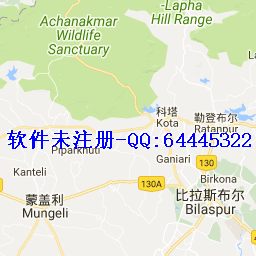 Achanakmar
Wildlife
Sanctuary
-Lapha
Hill Range
科塔
Kota
勒登布尔
Ratanpur
软件未注册-QQ:64445322
Piparkhuti
Ganiari
130
Kanteli
130A
Birkona
蒙盖利
Mungeli
比拉斯布尔
Bilaspur